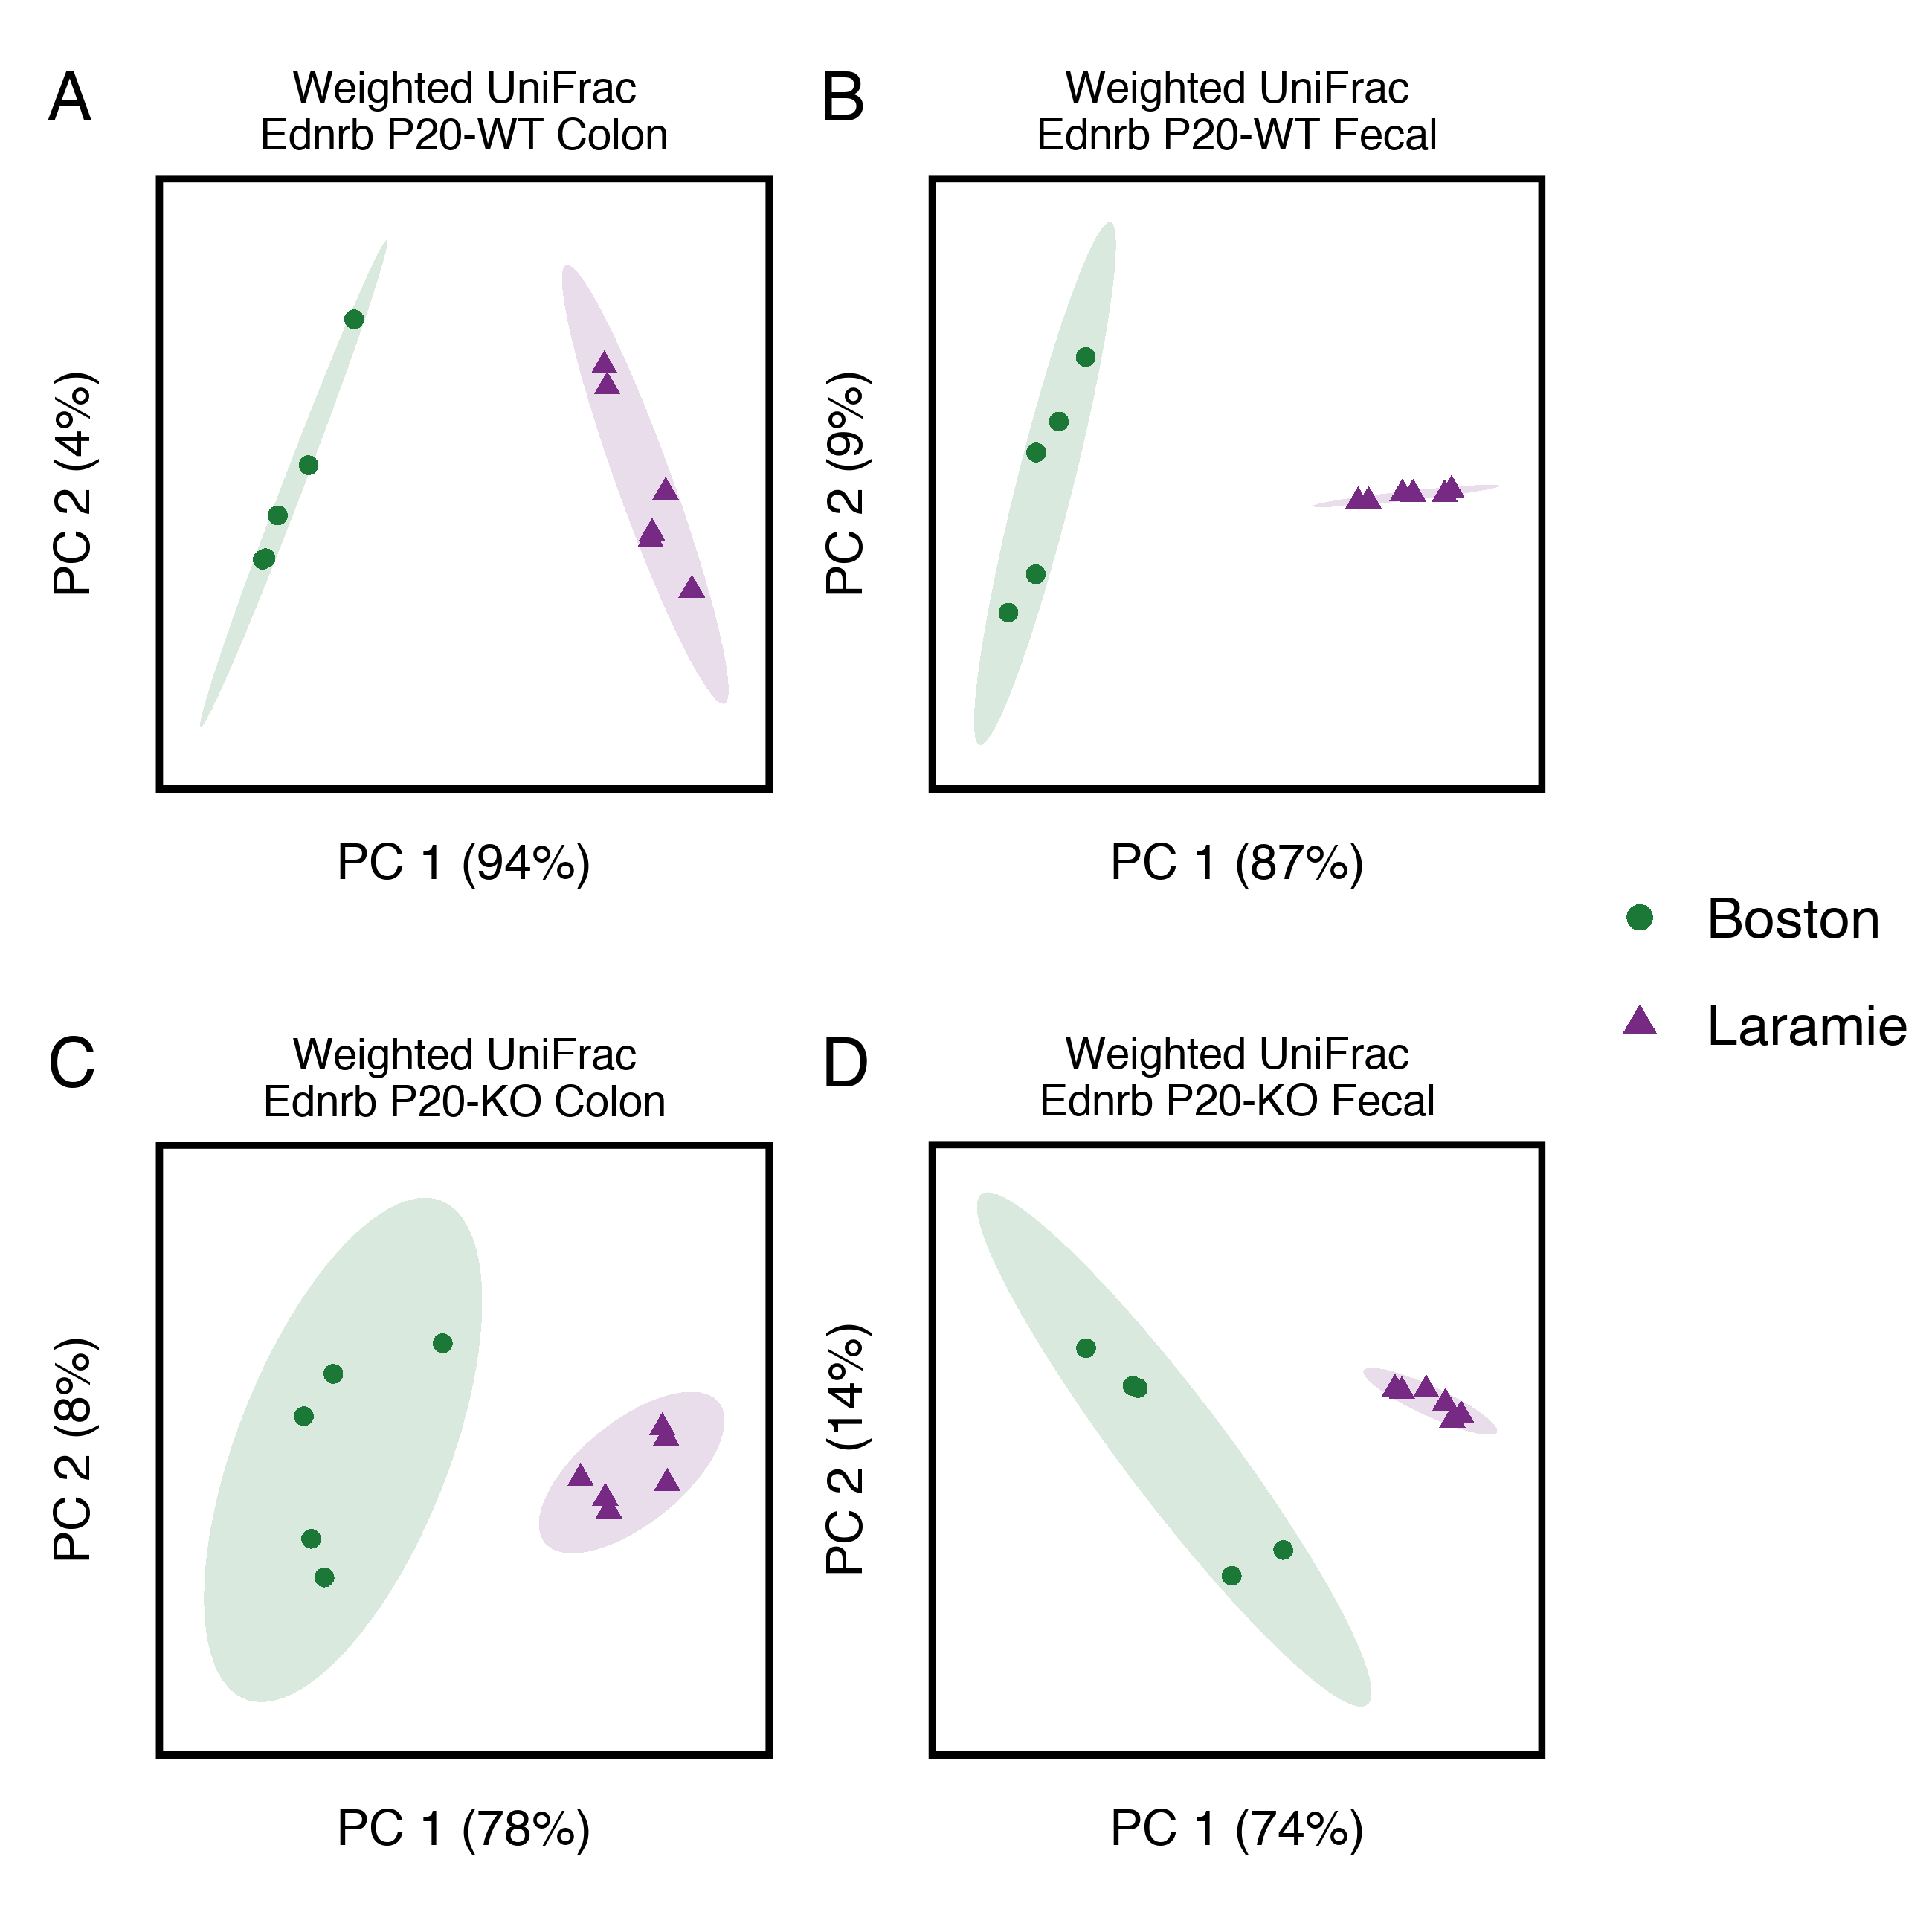 A
Weighted UniFrac
Ednrb P20-WT Colon
PC 2 (4%)
PC 1 (94%)
B
Weighted UniFrac
Ednrb P20-WT Fecal
PC 2 (9%)
PC 1 (87%)
Boston
Laramie
C
Weighted UniFrac
Ednrb P20-KO Colon
PC 2 (8%)
PC 1 (78%)
D
Weighted UniFrac
Ednrb P20-KO Fecal
PC 2 (14%)
PC 1 (74%)